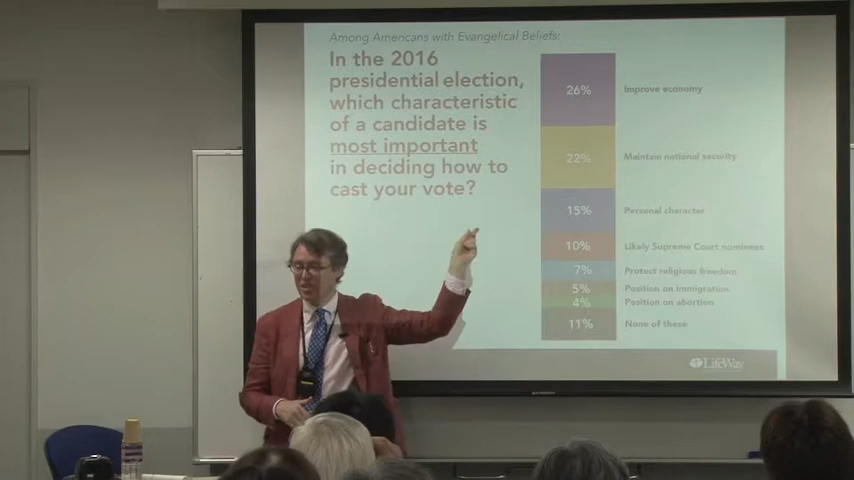 Among Americans with Evangelical Beliefs:
In the 2016
presidential election,
which characteristic
of a candidate is
most important
in deciding how to
cast your vote?
26% Improve economy
22% Maintain national security
15% Personal character
10% Likely Supreme Court nominees
7% Protect religious freedom
5% Position on immigration
4% Position on abortion
11% None of these
LifeWay